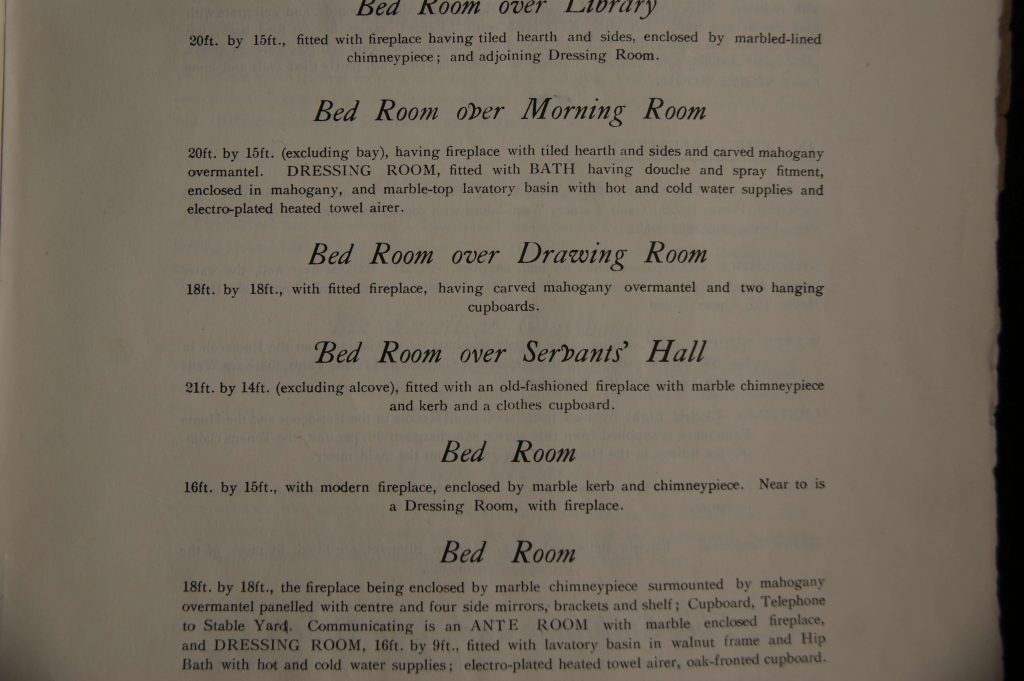 Bed Room over Library
20ft. by 15ft., fitted with fireplace having tiled hearth and sides, enclosed by marbled-lined
chimneypiece; and adjoining Dressing Room.
Bed Room over Morning Room
20ft. by 15ft. (excluding bay), having fireplace with tiled hearth and sides and carved mahogany
overmantel. DRESSING ROOM, fitted with BATH having douche and spray fitment,
enclosed in mahogany, and marble-top lavatory basin with hot and cold water supplies and
electro-plated heated towel airer.
Bed Room over Drawing Room
18ft. by 18ft., with fitted fireplace, having carved mahogany overmantel and two hanging
cupboards.
Bed Room over Servants' Hall
21ft. by 14ft. (excluding alcove), fitted with an old-fashioned fireplace with marble chimneypiece
and kerb and a clothes cupboard.
Bed Room
16ft. by 15ft., with modern fireplace, enclosed by marble kerb and chimneypiece. Near to is
a Dressing Room, with fireplace.
Bed Room
18ft. by 18ft., the fireplace being enclosed by marble chimneypiece surmounted by mahogany
overmantel panelled with centre and four side mirrors, brackets and shelf; Cupboard, Telephone
to Stable Yard. Communicating is an ANTE ROOM with marble enclosed fireplace,
and DRESSING ROOM, 16ft. by 9ft., fitted with lavatory basin in walnut frame and Hip
Bath with hot and cold water supplies; electro-plated heated towel airer, oak-fronted cupboard.